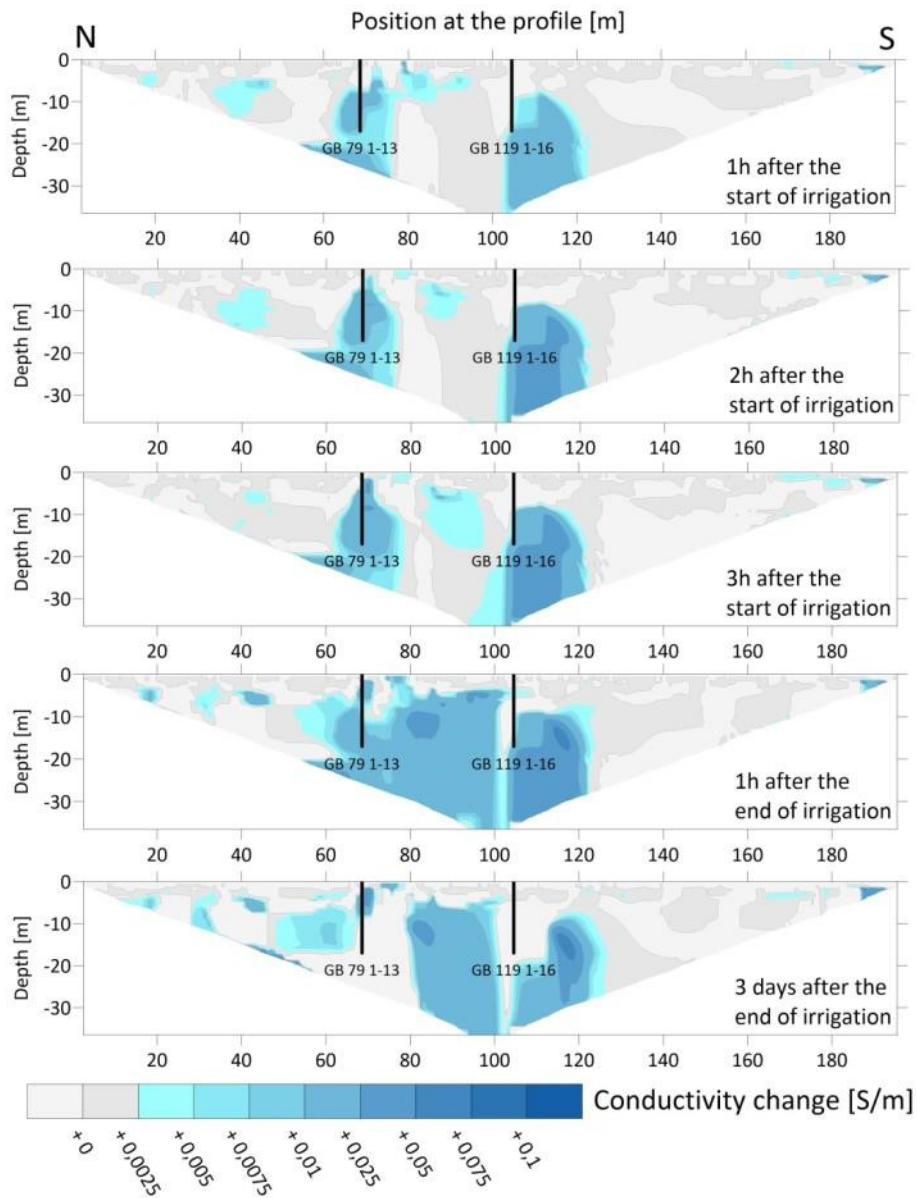 Position at the profile [m]
N
S
0
-10
-20
-30
Depth [m]
GB 79 1-13
GB 119 1-16
1h after the
start of irrigation
20 40 60 80 100 120 140 160 180
0
-10
-20
-30
Depth [m]
GB 79 1-13
GB 119 1-16
2h after the
start of irrigation
20 40 60 80 100 120 140 160 180
0
-10
-20
-30
Depth [m]
GB 79 1-13
GB 119 1-16
3h after the
start of irrigation
20 40 60 80 100 120 140 160 180
0
-10
-20
-30
Depth [m]
GB 79 1-13
GB 119 1-16
1h after the
end of irrigation
20 40 60 80 100 120 140 160 180
0
-10
-20
-30
Depth [m]
GB 79 1-13
GB 119 1-16
3 days after the
end of irrigation
20 40 60 80 100 120 140 160 180
Conductivity change [S/m]
+ 0
+ 0,0025
+ 0,005
+ 0,0075
+ 0,01
+ 0,025
+ 0,05
+ 0,075
+ 0,1